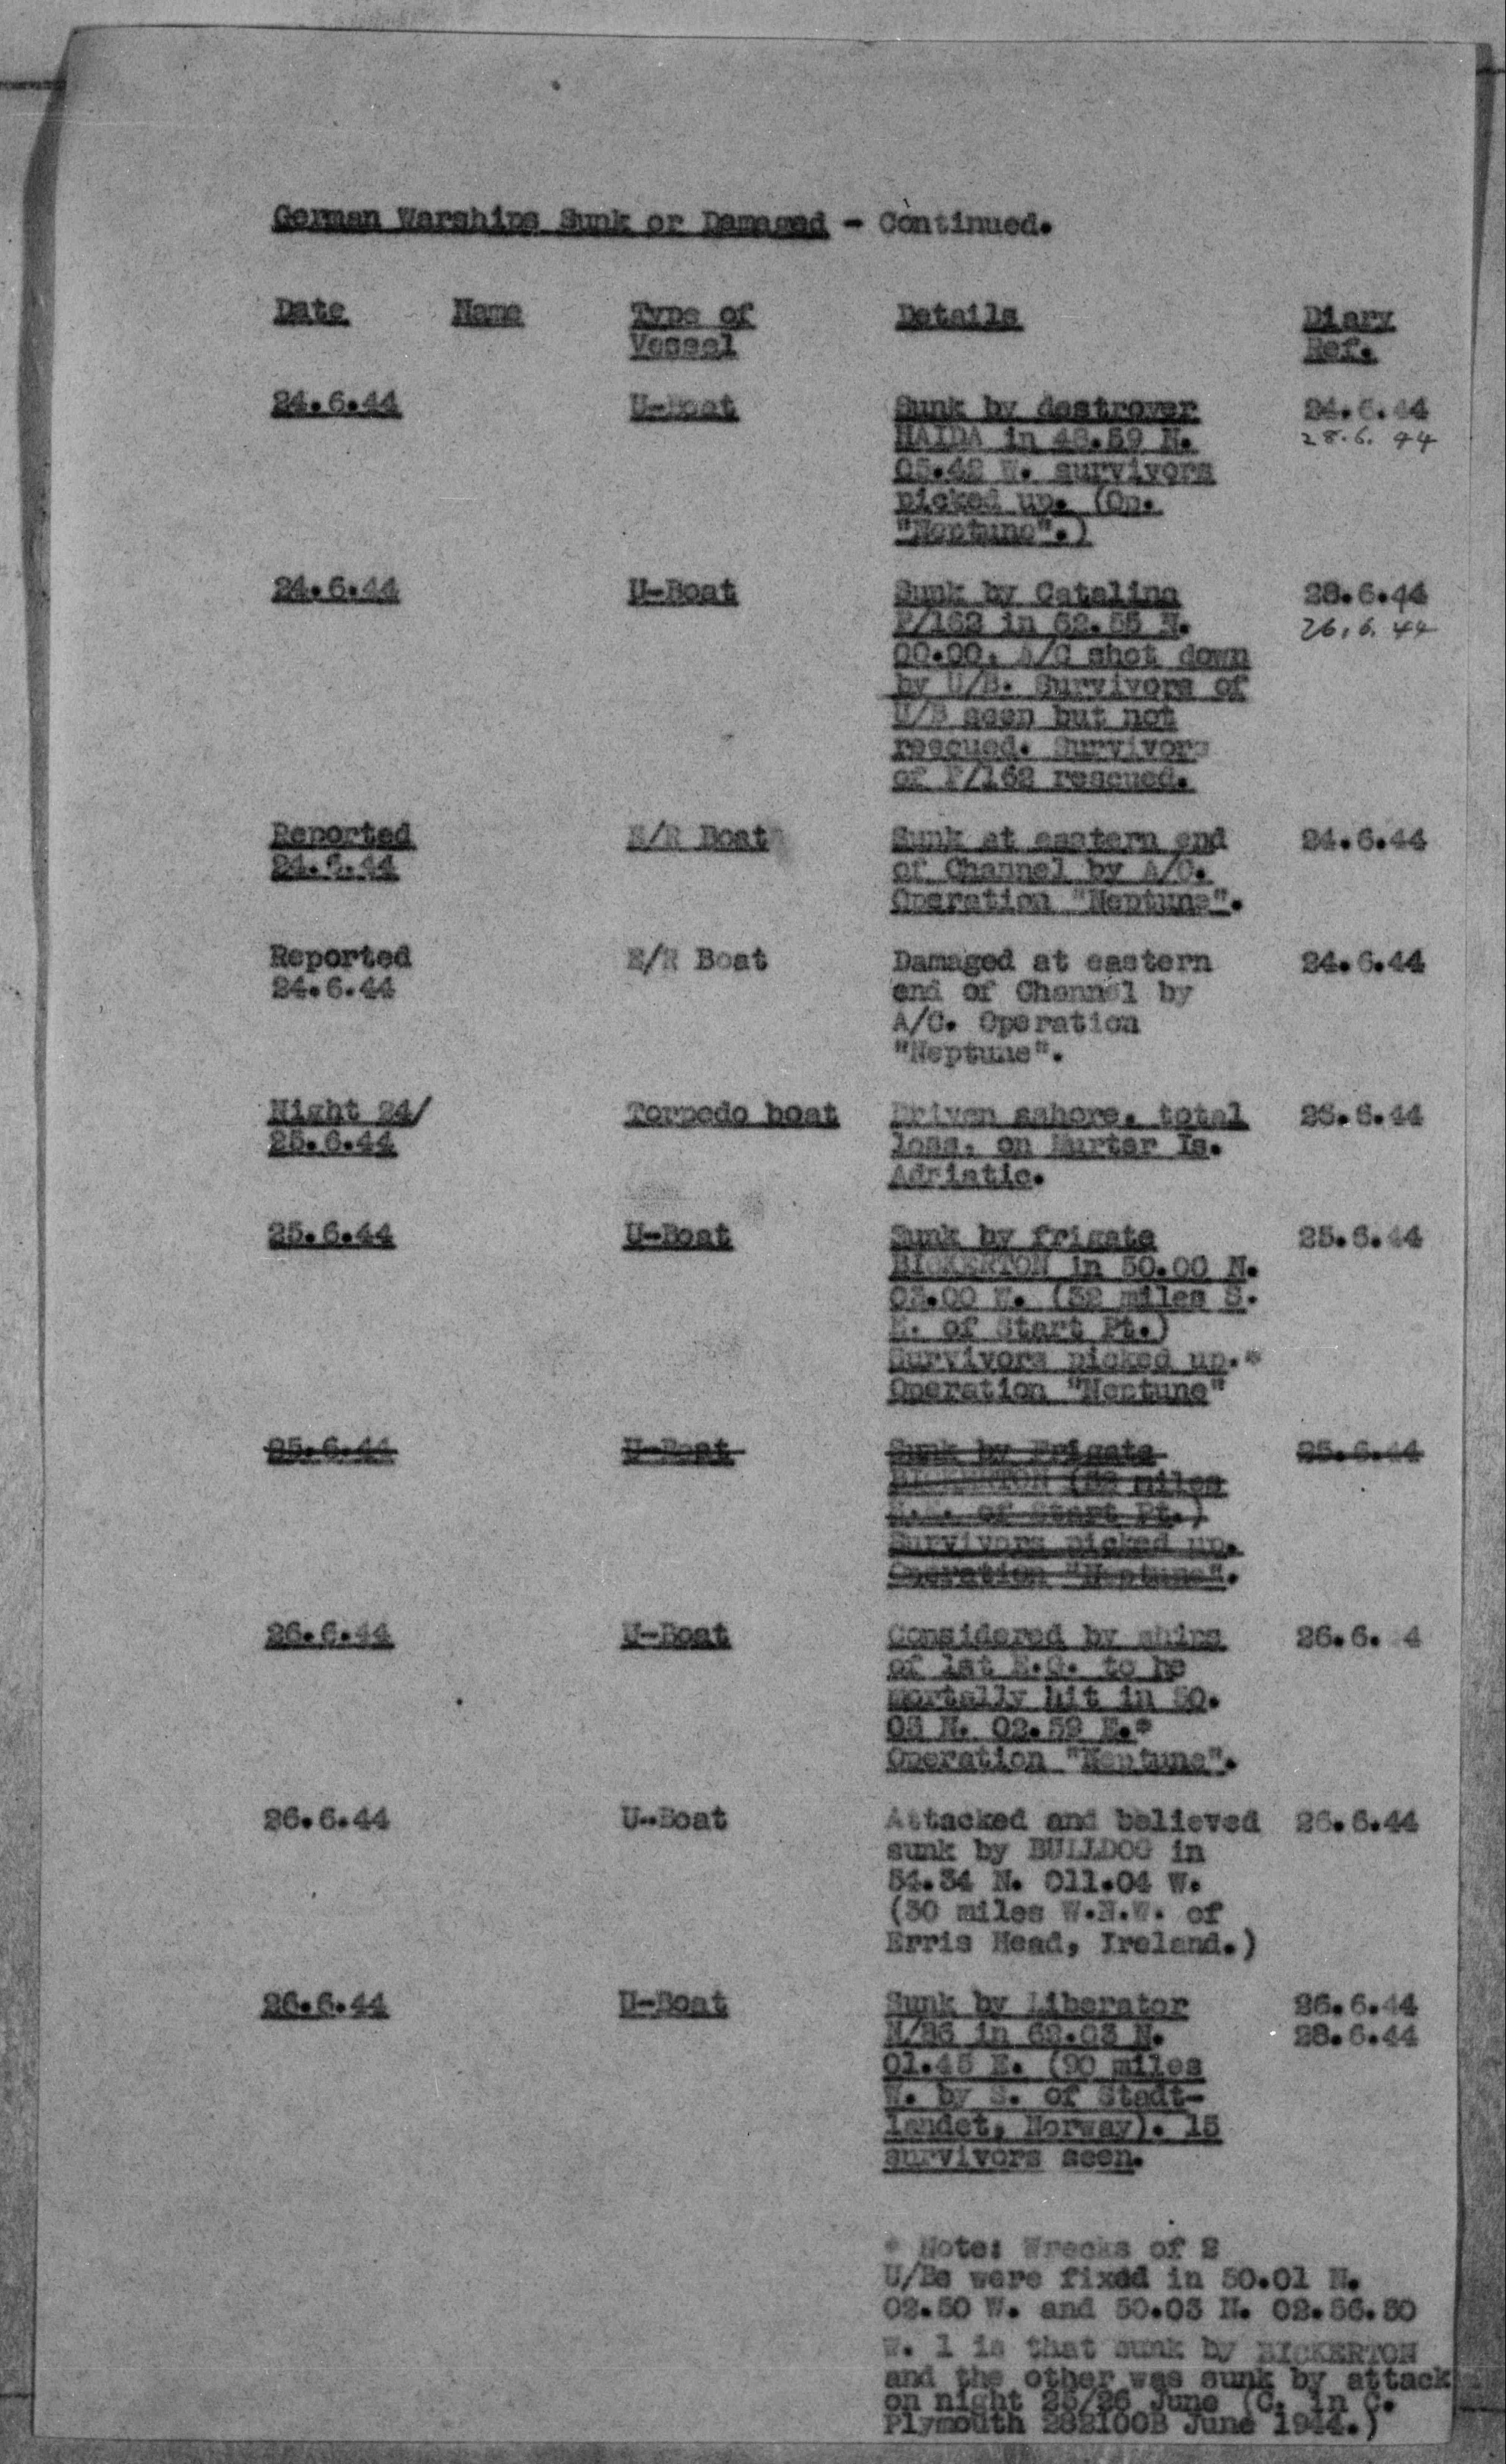 German Warships Sunk or Damaged - Continued.
Date Name Type of Details Diary
Vessel Ref.
24.6.44 U-Boat Sunk by destroyer 24.6.44
HAIDA in 48.59 N. 28.6.44
05.42 W. survivors
picked up. (Op.
"Neptune".)
24.6.44 U-Boat Sunk by Catalina 28.6.44
F/162 in 62.55 N. 26.6.44
00.00. A/C shot down
by U/B. Survivors of
U/B seen but not
rescued. Survivors
of F/162 rescued.
Reported E/R Boat Sunk at eastern end 24.6.44
24.6.44 of Channel by A/C.
Operation "Neptune".
Reported E/R Boat Damaged at eastern 24.6.44
24.6.44 end of Channel by
A/C. Operation
"Neptune".
Night 24/ Torpedo boat Driven ashore, total 26.6.44
25.6.44 loss, on Murter Is.
Adriatic.
25.6.44 U-Boat Sunk by frigate 25.6.44
BICKERTON in 50.00 N.
03.00 W. (32 miles S.
E. of Start Pt.)
Survivors picked up.*
Operation "Neptune"
25.6.44 U-Boat Sunk by Frigate 25.6.44
BICKERTON (32 miles
of Start Pt.)
Survivors picked up.
Operation "Neptune".
26.6.44 U-Boat Considered by ships 26.6. 4
of 1st E.G. to be
mortally hit in 50.
03 N. 02.59 E.*
Operation "Neptune".
26.6.44 U-Boat Attacked and believed 26.6.44
sunk by BULLDOG in
54.34 N. 011.04 W.
(30 miles W.N.W. of
Erris Head, Ireland.)
26.6.44 U-Boat Sunk by Liberator 26.6.44
N/86 in 62.03 N. 28.6.44
01.45 E. (90 miles
W. by S. of Stadt-
landet, Norway). 15
survivors seen.
* Note: Wrecks of 2
U/Bs were fixed in 50.01 N.
02.50 W. and 50.03 N. 02.56.30
W. 1 is that sunk by BICKERTON
and the other was sunk by attack
on night 25/26 June (C. in C.
Plymouth 282100B June 1944.)